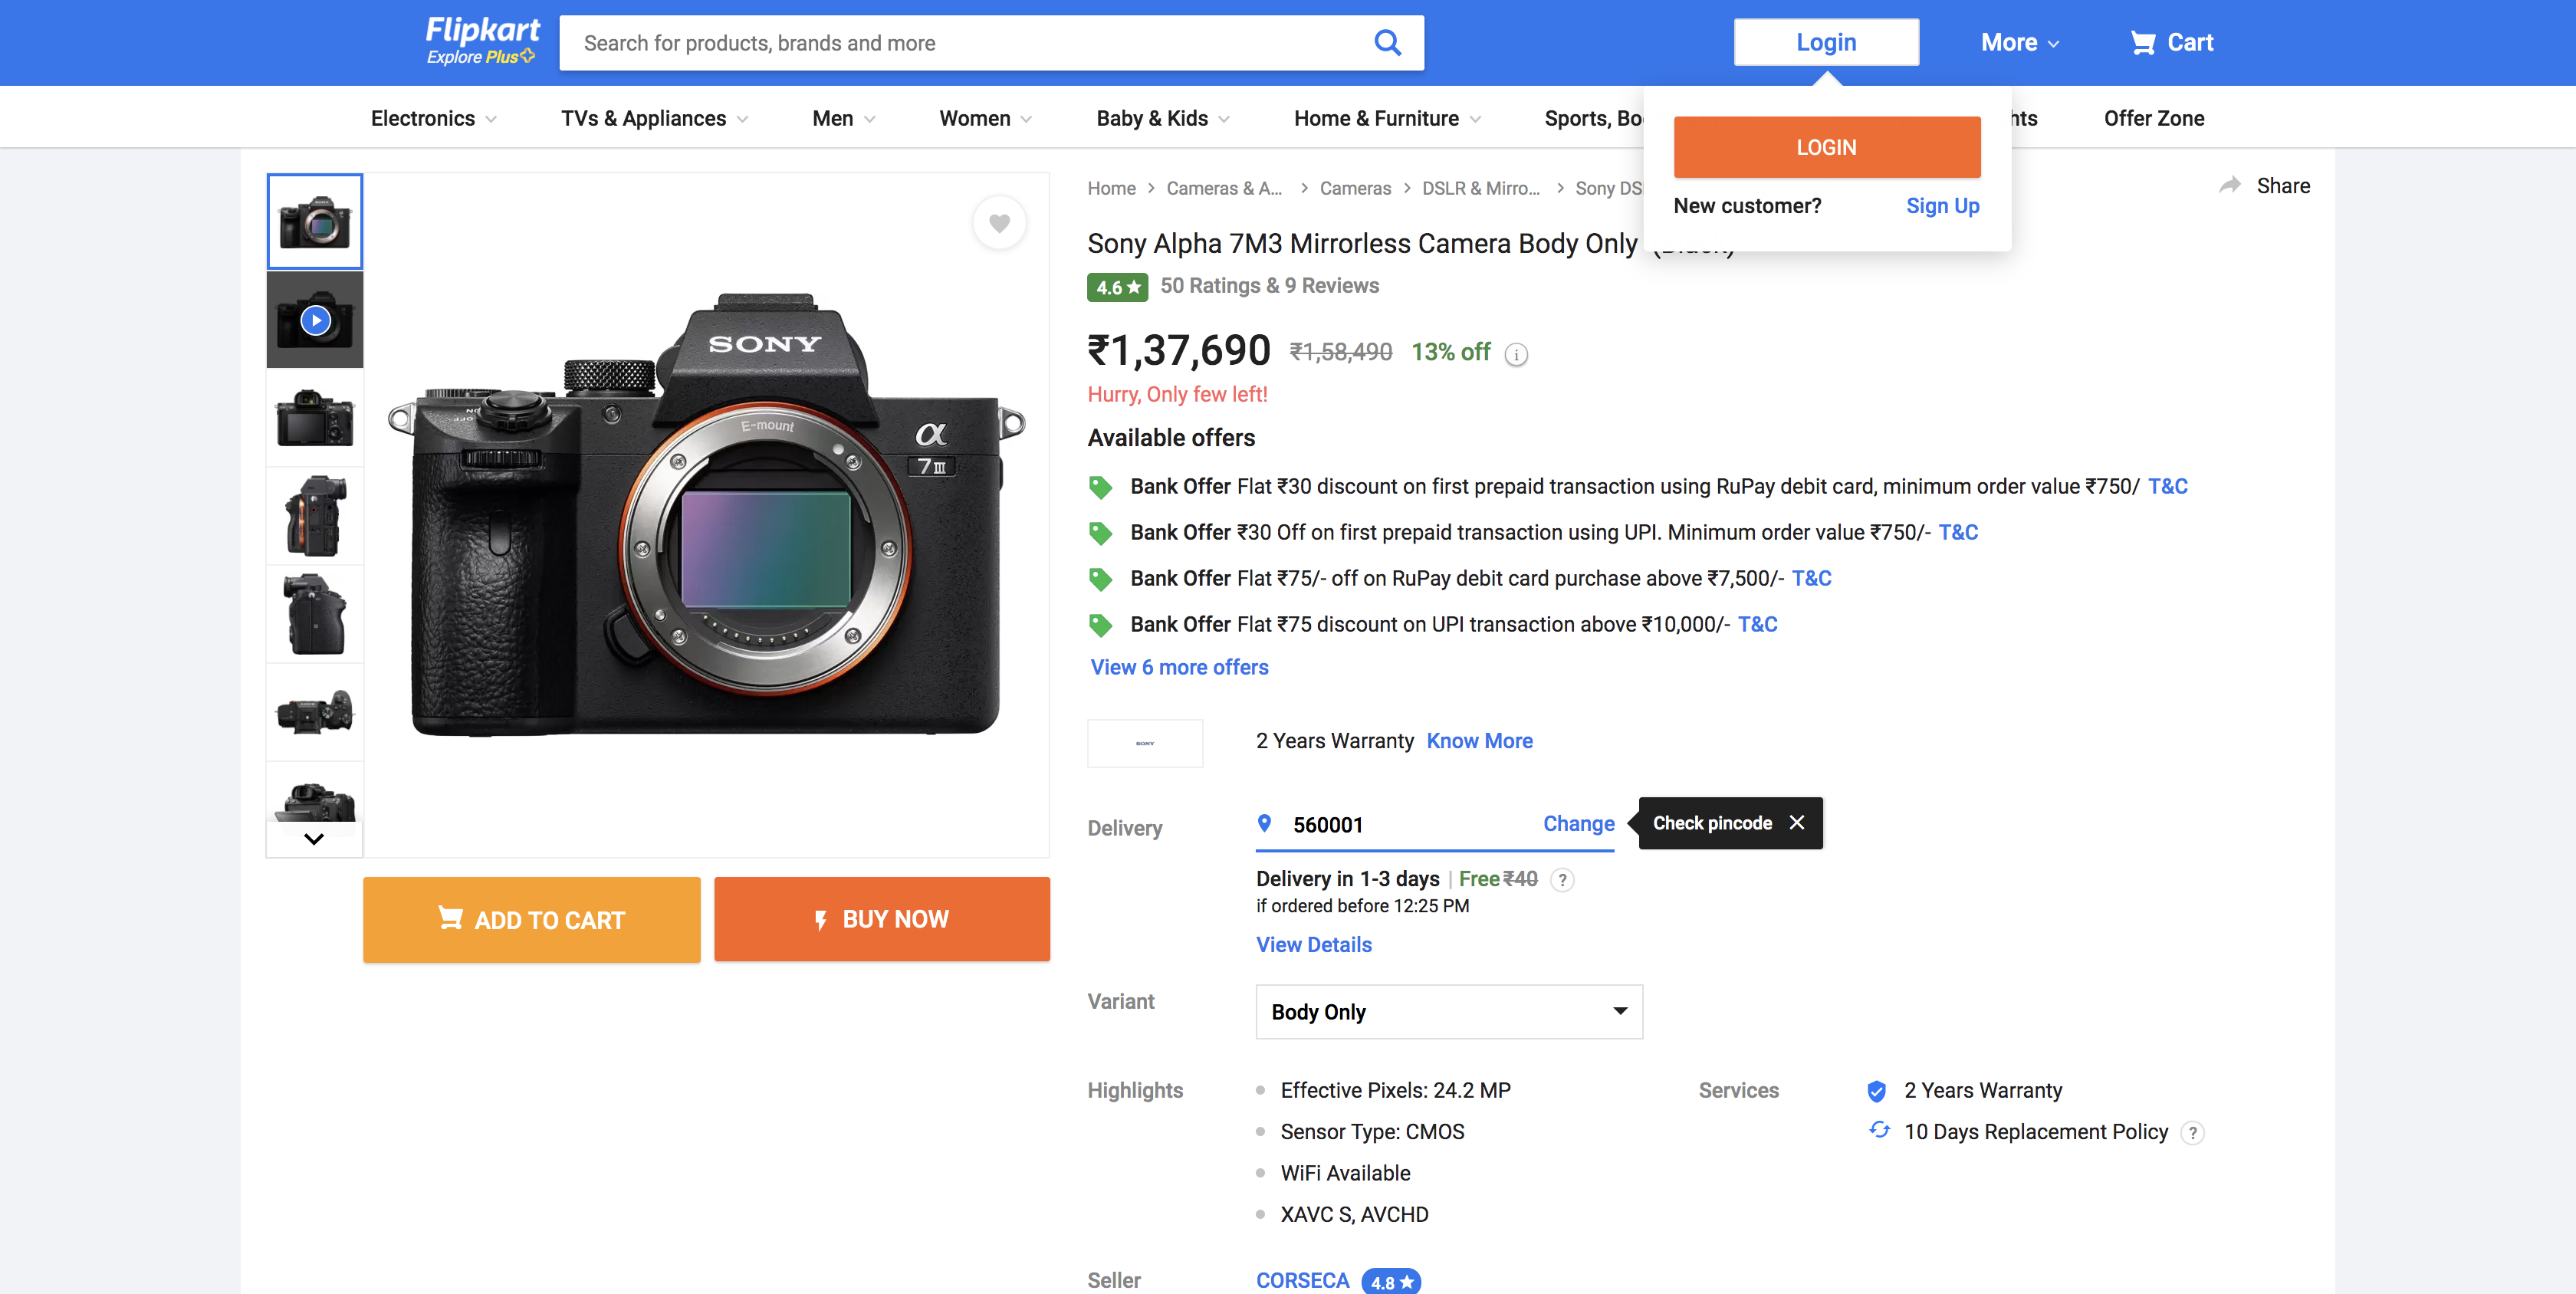 Flipkart
Explore Plus
Search for products, brands and more
Login
More
Cart
Electronics
TVs & Appliances
Men
Women
Baby & Kids
Home & Furniture
Sports, Bo
hts
Offer Zone
LOGIN
New customer? Sign Up
Home > Cameras & A... > Cameras > DSLR & Mirro... > Sony DS
Share
Sony Alpha 7M3 Mirrorless Camera Body Only (Black)
4.6★ 50 Ratings & 9 Reviews
₹1,37,690 ₹1,58,490 13% off i
Hurry, Only few left!
Available offers
Bank Offer Flat ₹30 discount on first prepaid transaction using RuPay debit card, minimum order value ₹750/ T&C
Bank Offer ₹30 Off on first prepaid transaction using UPI. Minimum order value ₹750/- T&C
Bank Offer Flat ₹75/- off on RuPay debit card purchase above ₹7,500/- T&C
Bank Offer Flat ₹75 discount on UPI transaction above ₹10,000/- T&C
View 6 more offers
SONY
E-mount
α
7III
ADD TO CART
BUY NOW
SONY
2 Years Warranty Know More
Delivery
560001
Change
Check pincode ✕
Delivery in 1-3 days | Free ₹40 ?
if ordered before 12:25 PM
View Details
Variant
Body Only
Highlights
Effective Pixels: 24.2 MP
Sensor Type: CMOS
WiFi Available
XAVC S, AVCHD
Services
2 Years Warranty
10 Days Replacement Policy ?
Seller
CORSECA 4.8★